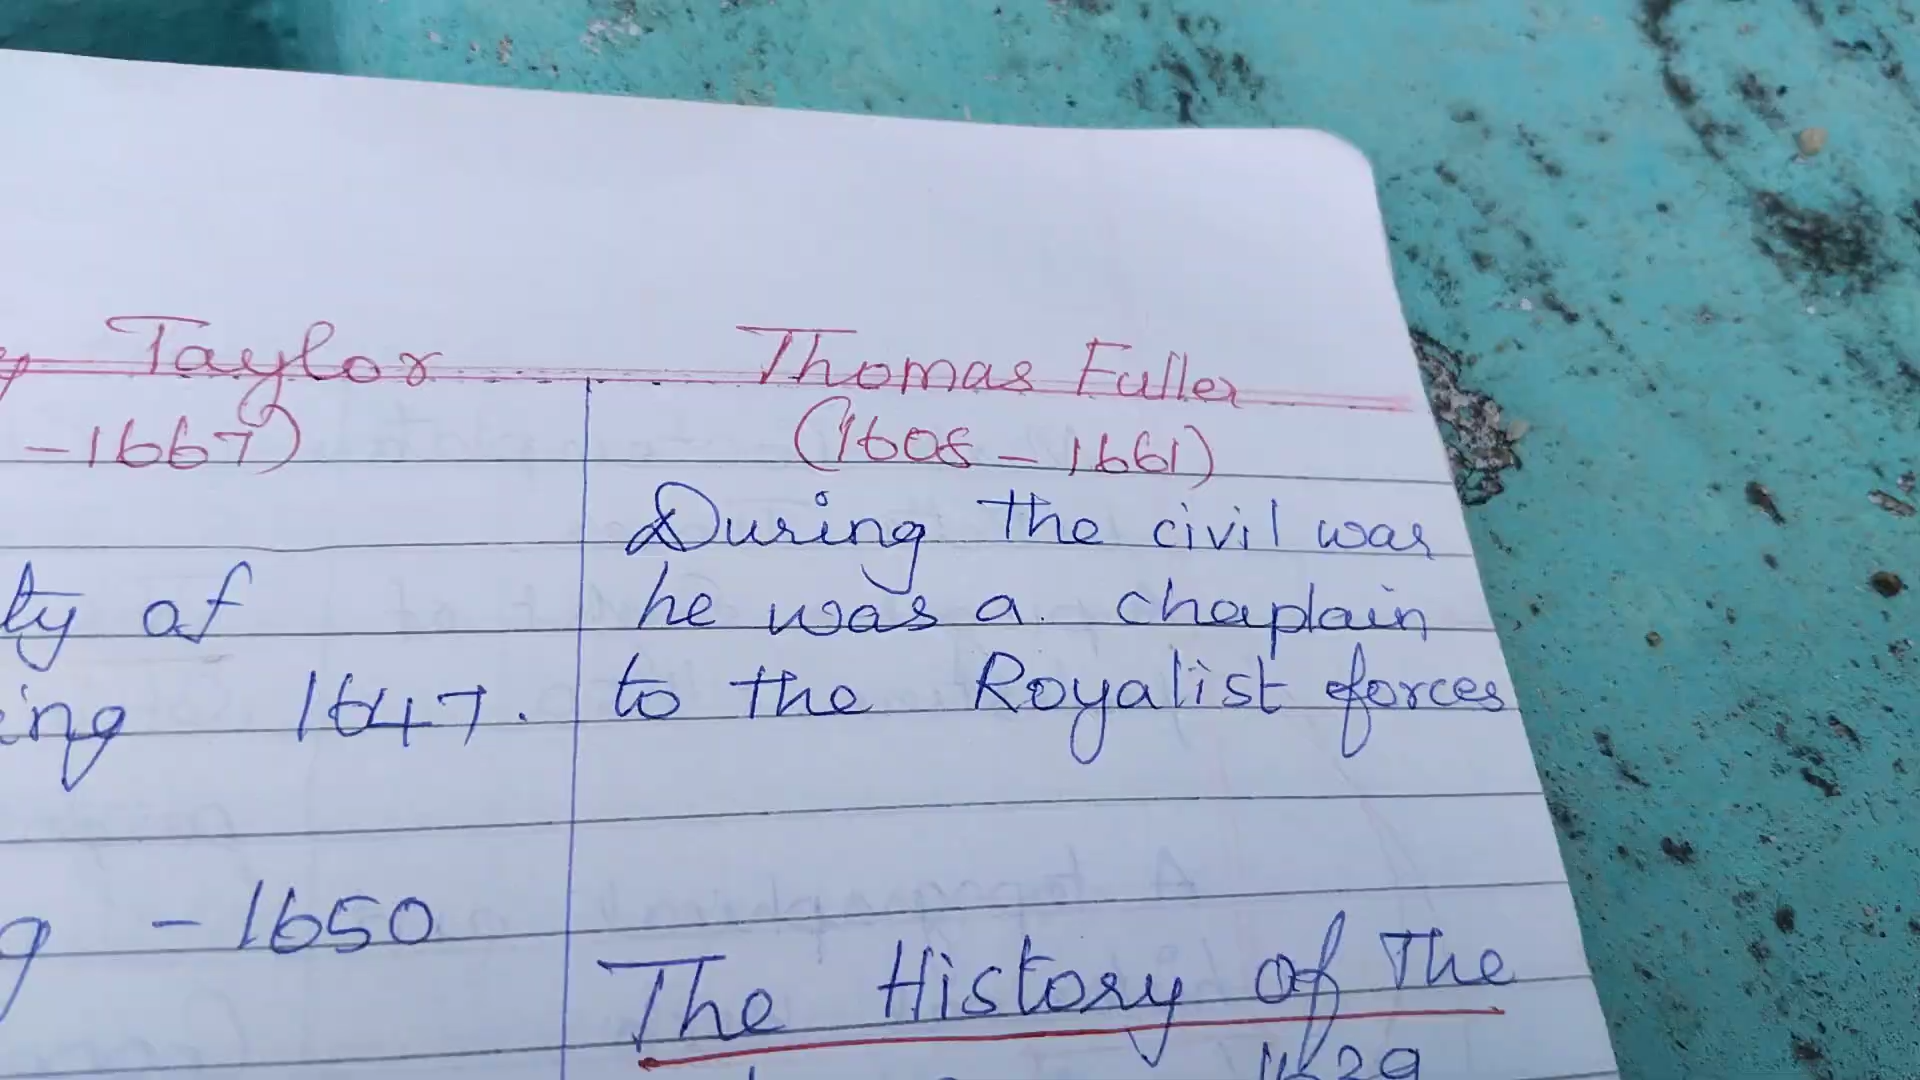 Taylor
Thomas Fuller
-1667)
(1608-1661)
During the civil was
he was a chaplain
to the Royalist forces
ty of
ing 1647.
g - 1650
The History of The